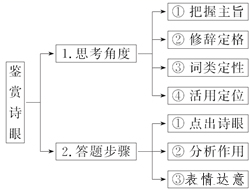 鉴赏诗眼
1.思考角度
①把握主旨
②修辞定格
③词类定性
④活用定位
2.答题步骤
①点出诗眼
②分析作用
③表情达意